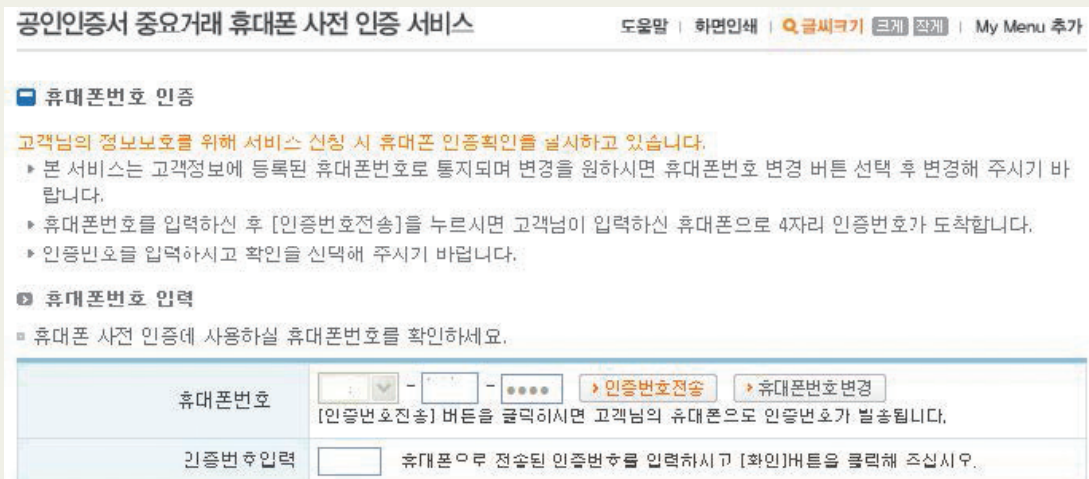 공인인증서 중요거래 휴대폰 사전 인증 서비스
도움말 | 화면인쇄 | 글씨크기 크게 작게 | My Menu 추가
휴대폰번호 인증
고객님의 정보보호를 위해 서비스 신청 시 휴대폰 인증확인을 실시하고 있습니다.
본 서비스는 고객정보에 등록된 휴대폰번호로 통지되며 변경을 원하시면 휴대폰번호 변경 버튼 선택 후 변경해 주시기 바
랍니다.
휴대폰번호를 입력하신 후 [인증번호전송]을 누르시면 고객님이 입력하신 휴대폰으로 4자리 인증번호가 도착합니다.
인증번호를 입력하시고 확인을 선택해 주시기 바랍니다.
휴대폰번호 입력
휴대폰 사전 인증에 사용하실 휴대폰번호를 확인하세요.
휴대폰번호 - - 인증번호전송 휴대폰번호변경
[인증번호전송] 버튼을 클릭하시면 고객님의 휴대폰으로 인증번호가 발송됩니다.
인증번호입력 휴대폰으로 전송된 인증번호를 입력하시고 [확인]버튼을 클릭해 주십시오.